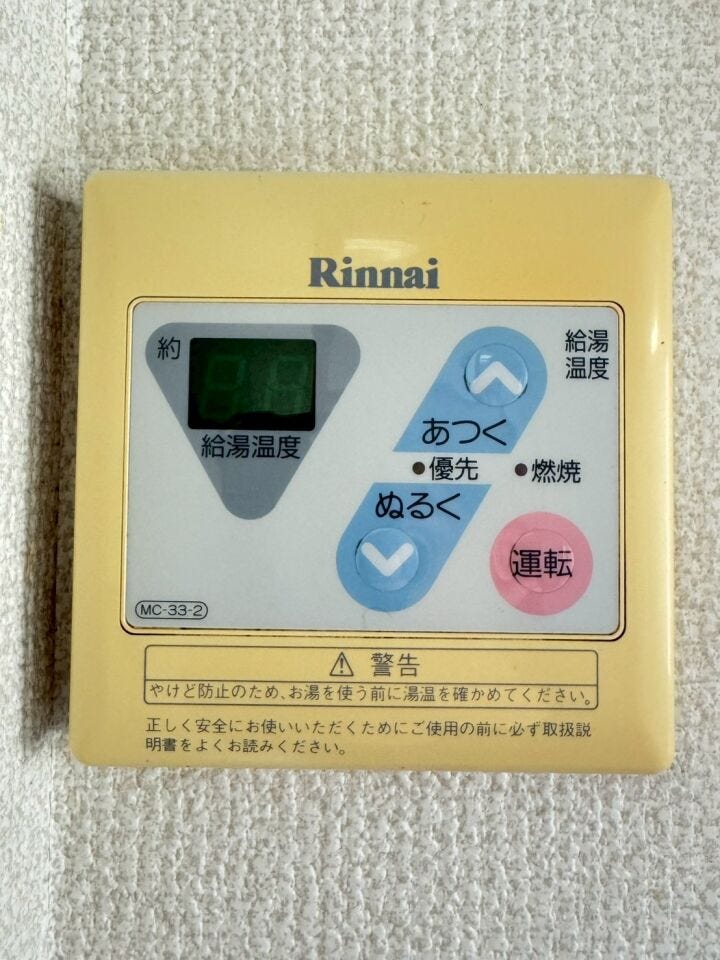 Rinnai
約
給湯温度
給湯
温度
あつく
優先
燃焼
ぬるく
運転
MC-33-2
⚠ 警告
やけど防止のため、お湯を使う前に湯温を確かめてください。
正しく安全にお使いいただくためにご使用の前に必ず取扱説
明書をよくお読みください。